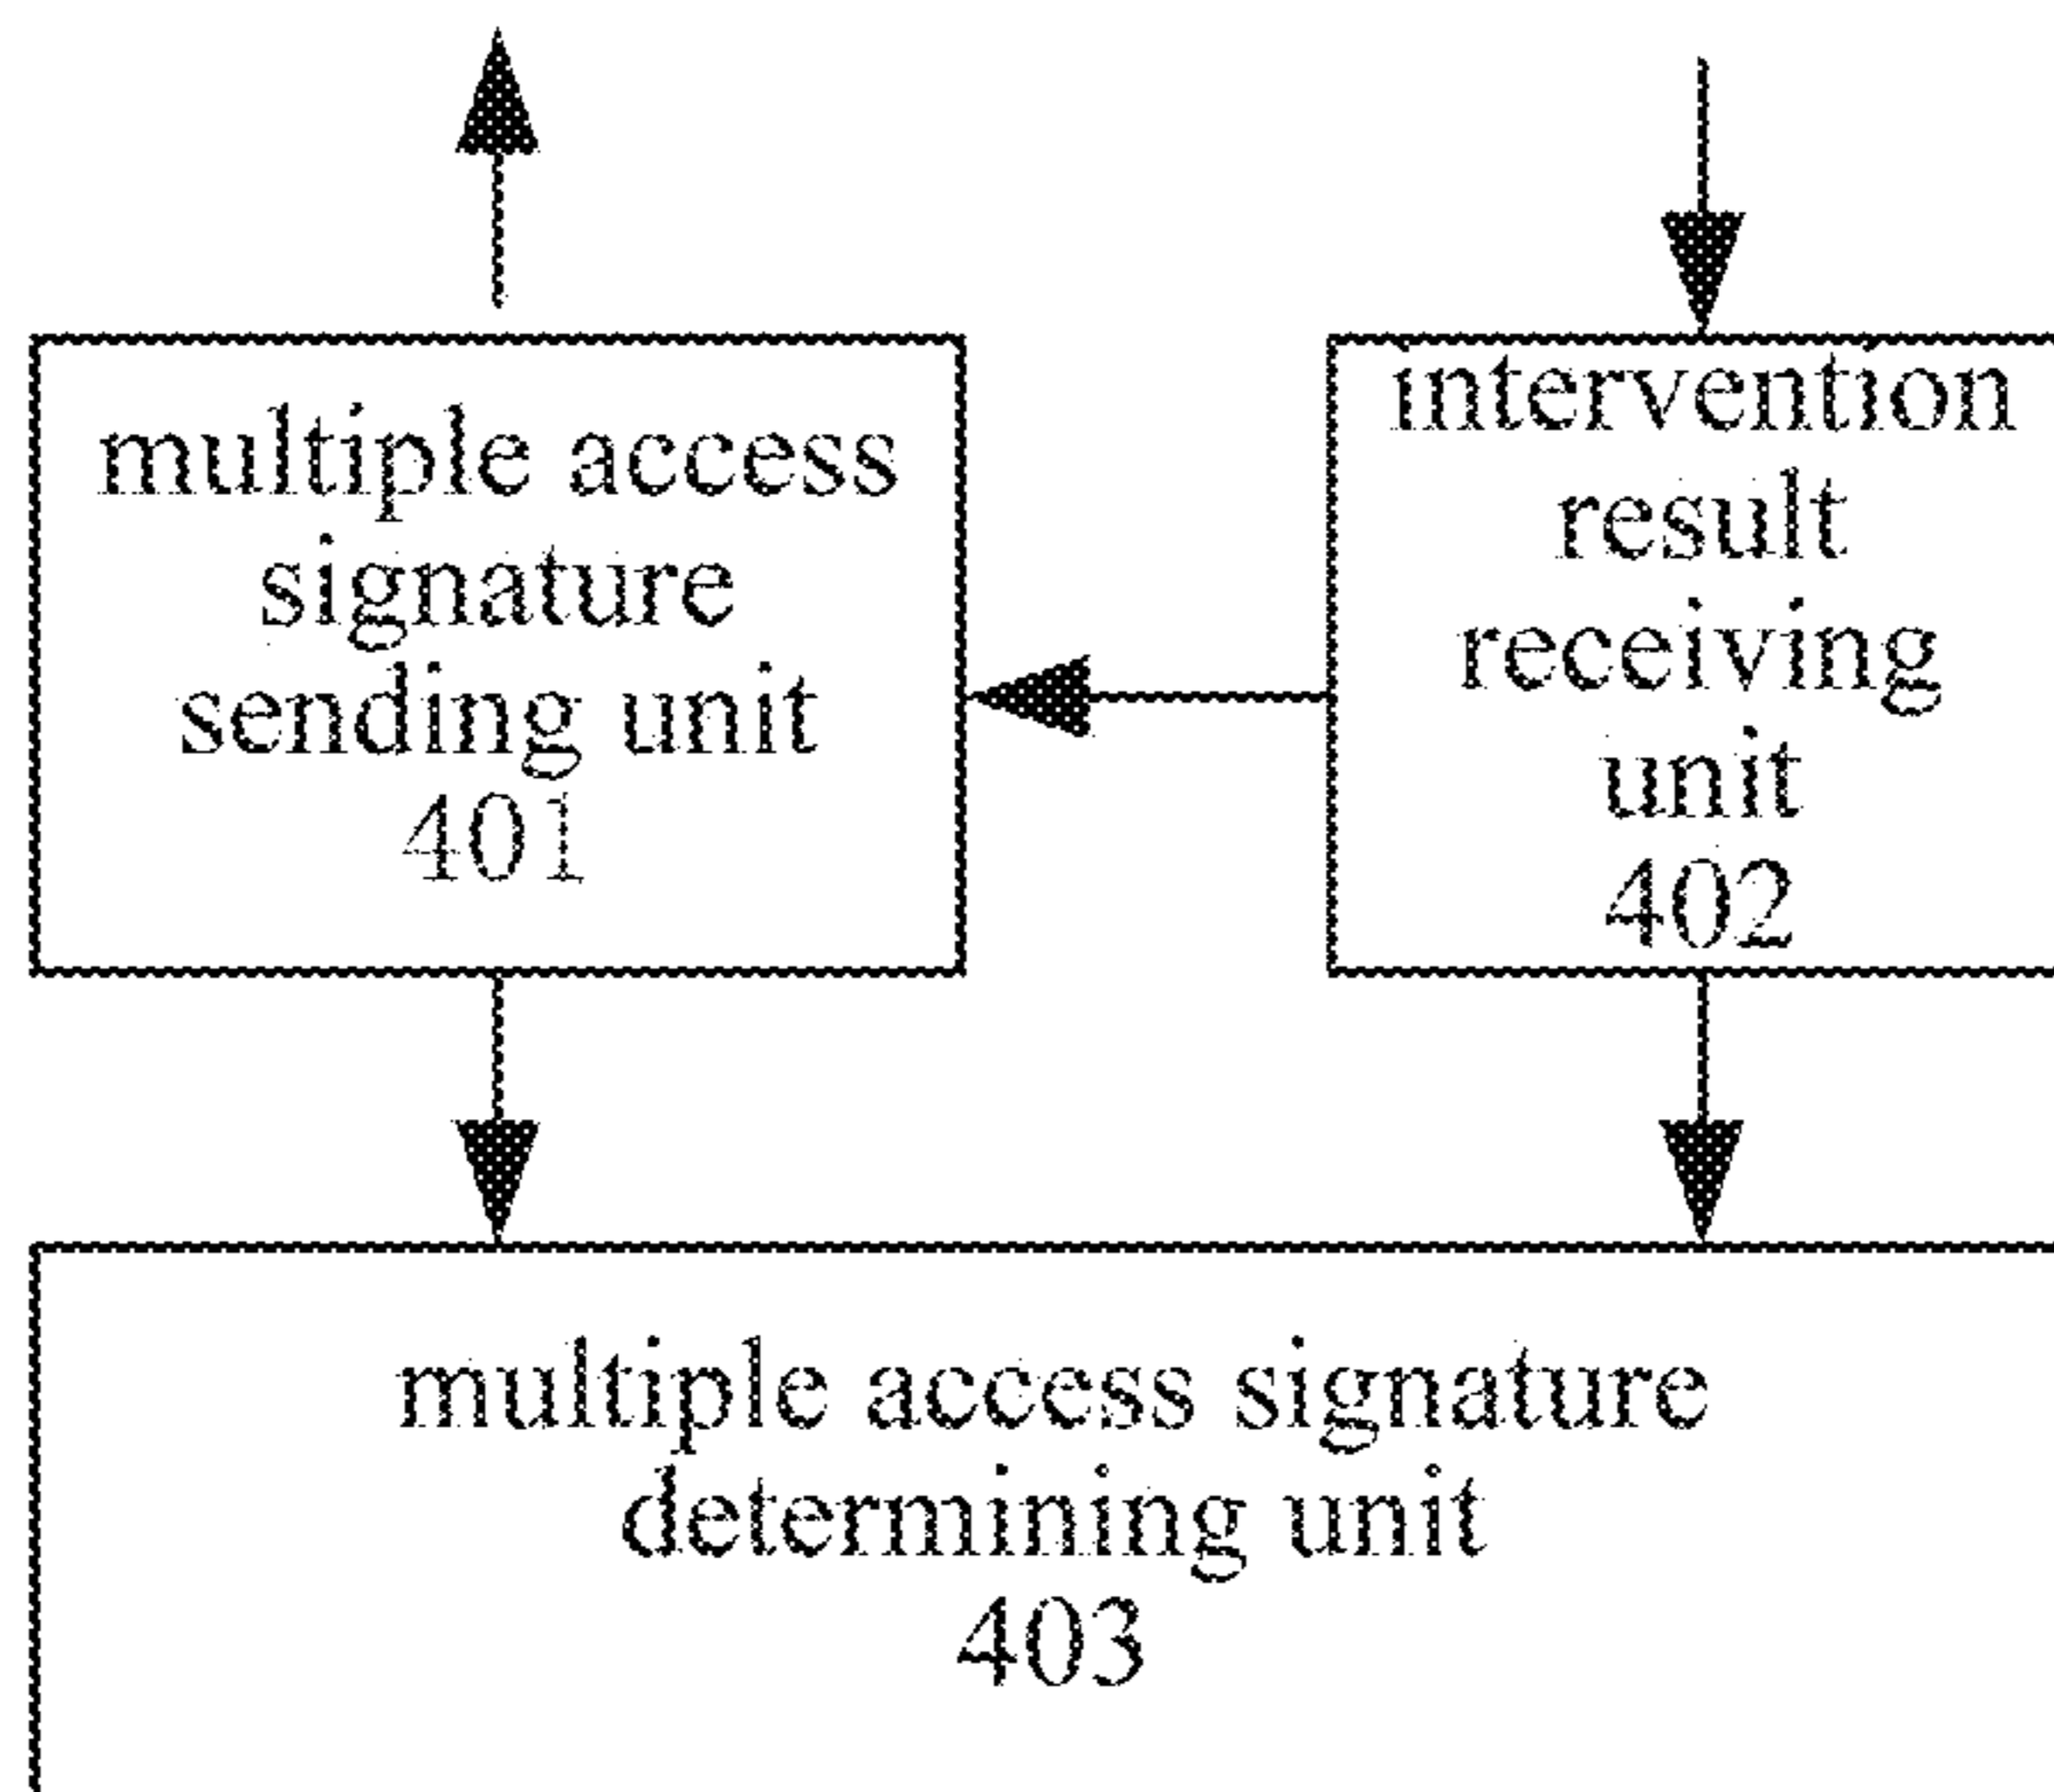 multiple access
signature
sending unit
401
intervention
result
receiving
unit
402
multiple access signature
determining unit
403